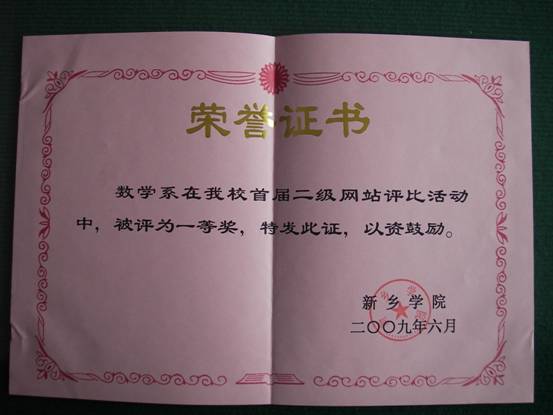 荣誉证书
数学系在我校首届二级网站评比活动
中，被评为一等奖，特发此证，以资鼓励。
新乡学院
二〇〇九年六月